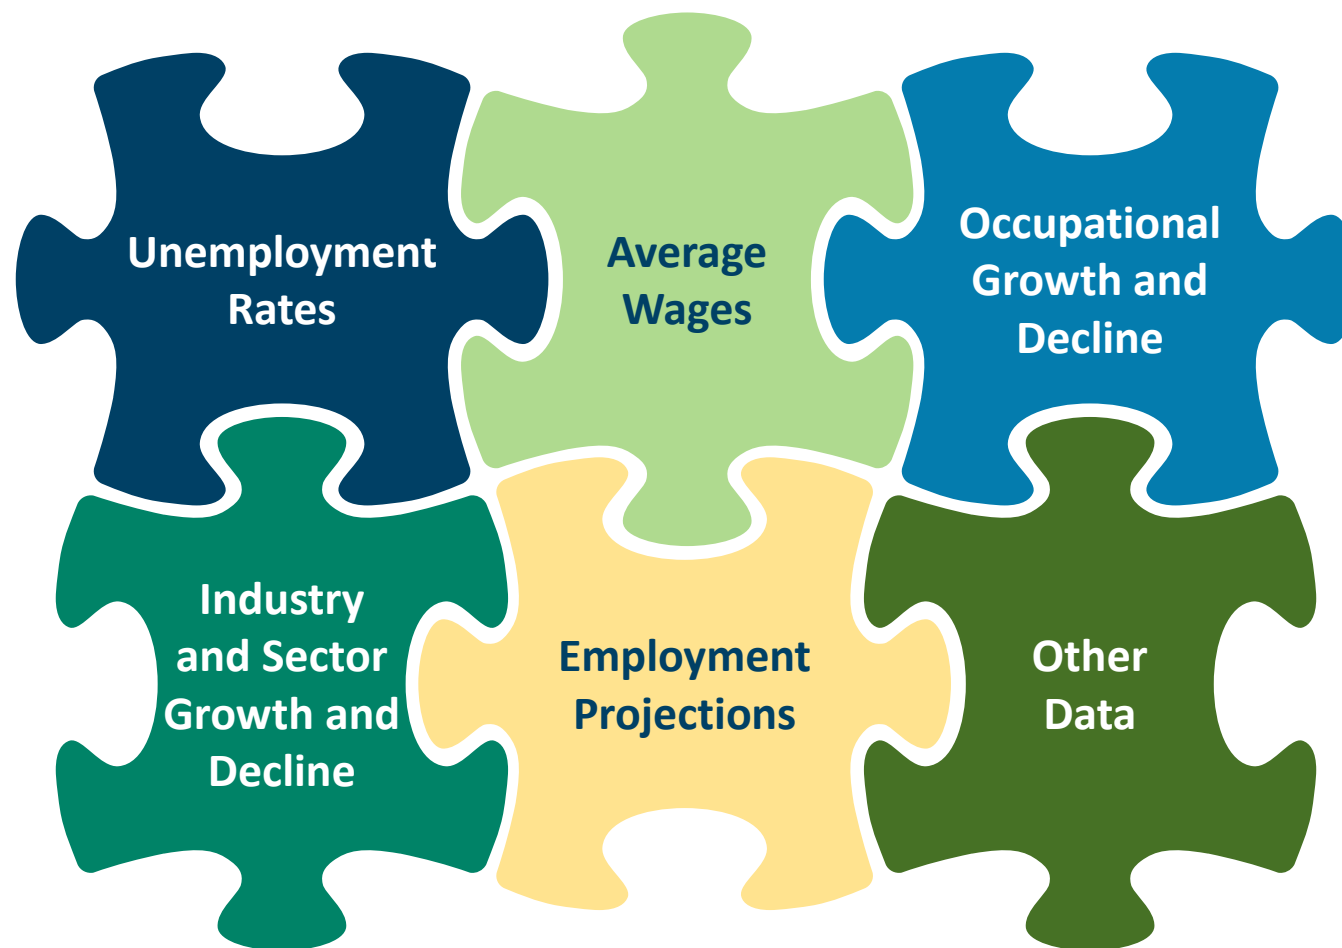 Unemployment
Rates
Average
Wages
Occupational
Growth and
Decline
Industry
and Sector
Growth and
Decline
Employment
Projections
Other
Data